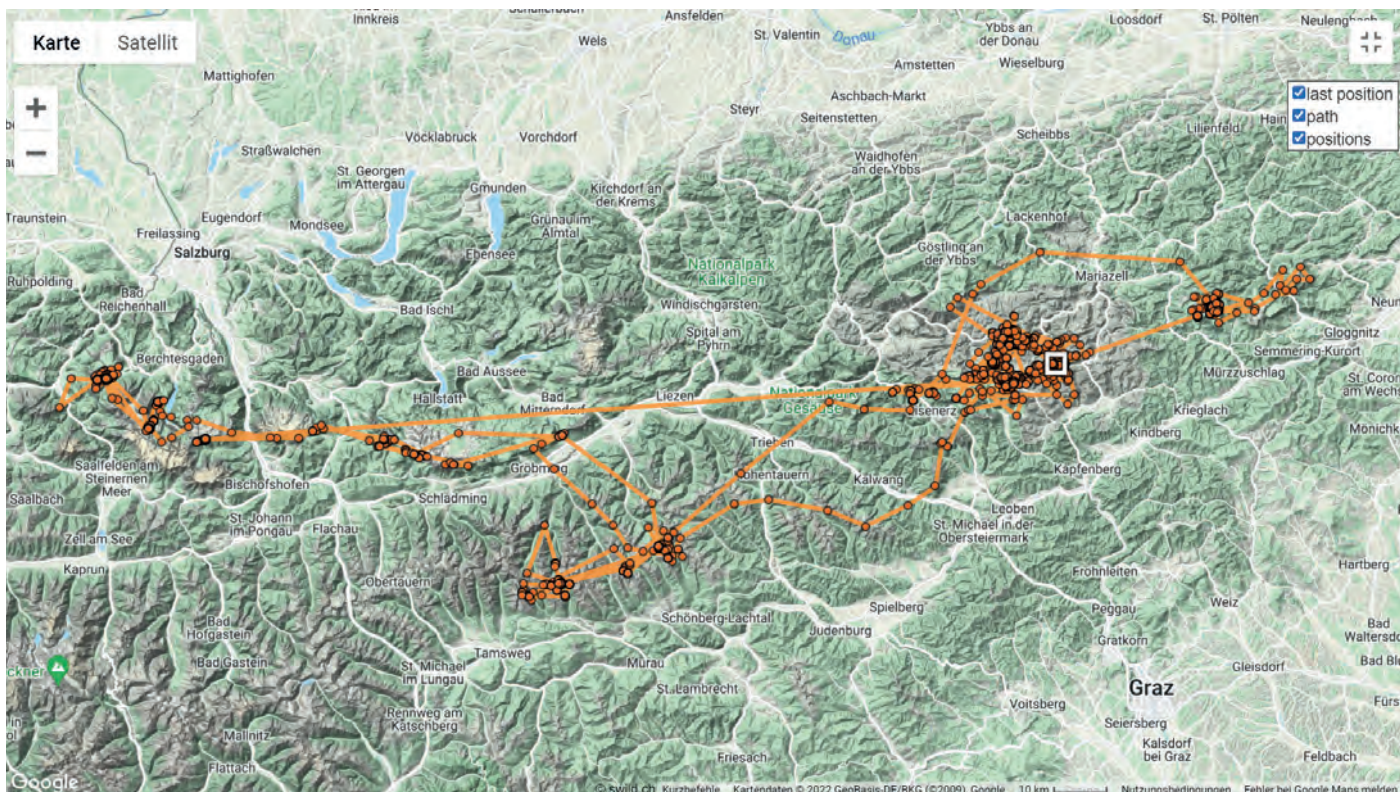 Innkreis
Ansfelden
St. Pölten
Loosdorf
Neulengbach
Karte
Satellit
Wels
St. Valentin
Donau
Ybbs an
der Donau
Wieselburg
Amstetten
Mattighofen
Steyr
Aschbach-Markt
Seitenstetten
last position
path
positions
+
−
Straßwalchen
Vöcklabruck
Vorchdorf
Scheibbs
Lilienfeld
St. Georgen
im Attergau
Gmunden
Kirchdorf an
der Krems
Waidhofen
an der Ybbs
Traunstein
Eugendorf
Mondsee
Freilassing
Salzburg
Ebensee
Grünau im
Almtal
Lackenhof
Göstling an
der Ybbs
Mariazell
Ruhpolding
Bad
Reichenhall
Bad Ischl
Nationalpark
Kalkalpen
Windischgarsten
Spital am
Pyhrn
Gloggnitz
Semmering-Kurort
Mürzzuschlag
Berchtesgaden
Bad Aussee
Hallstatt
Bad
Mitterndorf
Liezen
Nationalpark
Gesäuse
Eisenerz
Krieglach
Kindberg
Trieben
Saalfelden am
Steinernen
Meer
Saalbach
Bischofshofen
Gröbming
Schladming
Hohentauern
Kalwang
Kapfenberg
Leoben
St. Johann
im Pongau
Flachau
St. Michael in der
Obersteiermark
Zell am See
Kaprun
Obertauern
Frohnleiten
Hartberg
Bad
Hofgastein
Schönberg-Lachtal
Spielberg
Peggau
Weiz
Judenburg
Gratkorn
Bad Gastein
Tamsweg
Murau
St. Michael
im Lungau
St. Lambrecht
Gleisdorf
Graz
Voitsberg
Rennweg am
Katschberg
Seiersberg
Mallnitz
Kalsdorf
bei Graz
Feldbach
Flattach
Friesach
Google
© swild.ch Kurzbefehle Kartendaten © 2022 GeoBasis-DE/BKG (©2009), Google 10 km Nutzungsbedingungen Fehler bei Google Maps melden